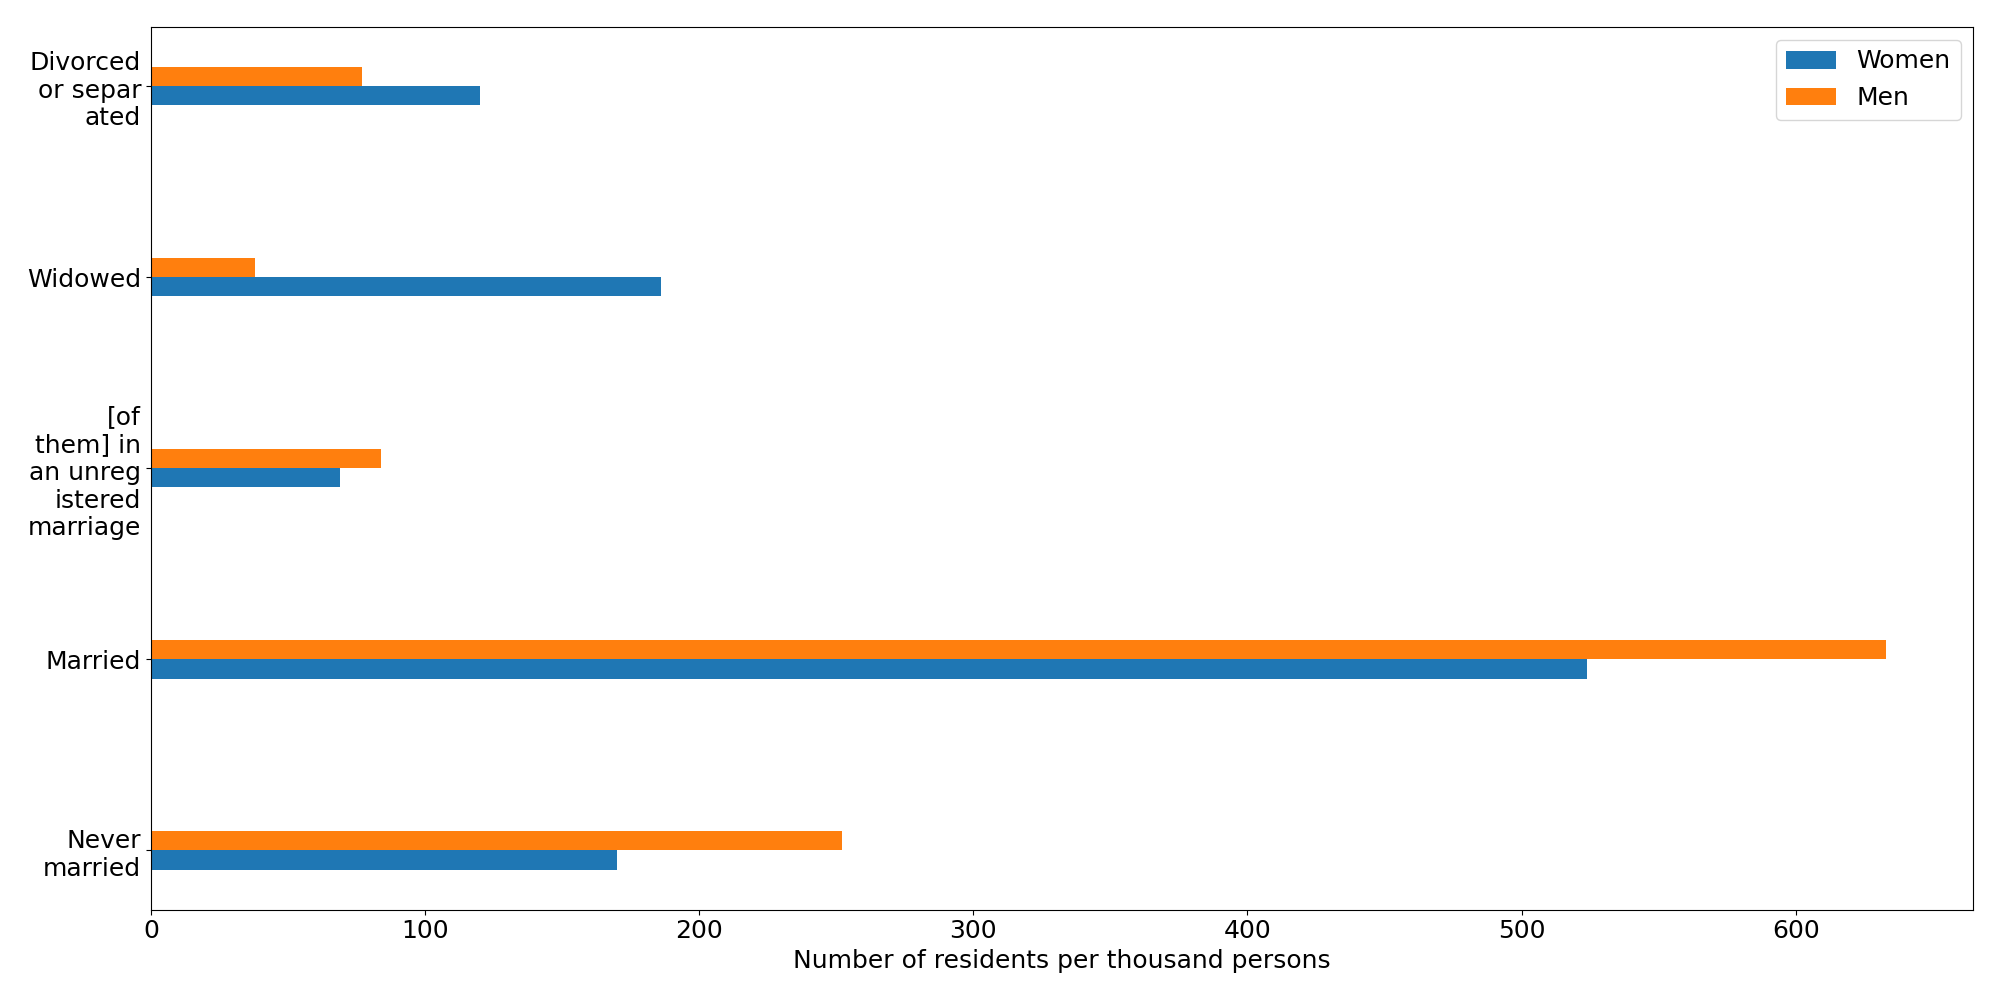 Divorced
or separ
ated
Widowed
[of
them] in
an unreg
istered
marriage
Married
Never
married
0 100 200 300 400 500 600
Number of residents per thousand persons
Women
Men